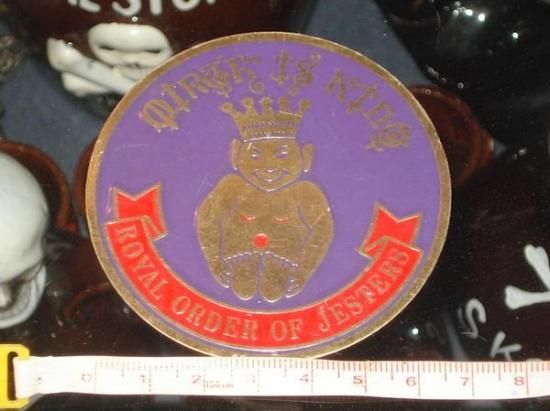 MIRTH IS KING
ROYAL ORDER OF JESTERS
0 1 2 3 4 5 6 7 8